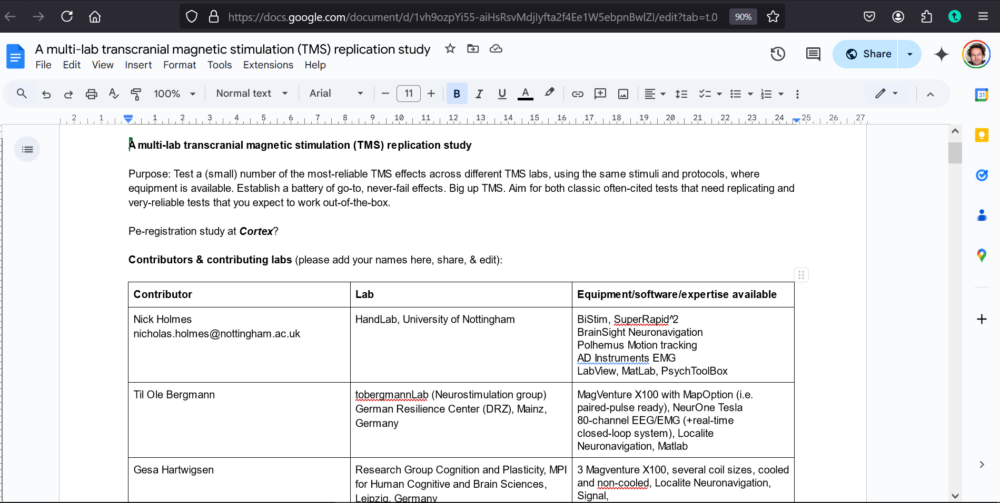 https://docs.google.com/document/d/1vh9ozpYi55-aiHsRsvMdjlyfta2f4Ee1W5ebpnBwlZI/edit?tab=t.0
90%
t
A multi-lab transcranial magnetic stimulation (TMS) replication study
File Edit View Insert Format Tools Extensions Help
Share
100% Normal text Arial 11 B I U A
31
2 1 1 2 3 4 5 6 7 8 9 10 11 12 13 14 15 16 17 18 19 20 21 22 23 24 25 26 27
A multi-lab transcranial magnetic stimulation (TMS) replication study
Purpose: Test a (small) number of the most-reliable TMS effects across different TMS labs, using the same stimuli and protocols, where
equipment is available. Establish a battery of go-to, never-fail effects. Big up TMS. Aim for both classic often-cited tests that need replicating and
very-reliable tests that you expect to work out-of-the-box.
Pe-registration study at Cortex?
Contributors & contributing labs (please add your names here, share, & edit):
Contributor
Lab
Equipment/software/expertise available
Nick Holmes
nicholas.holmes@nottingham.ac.uk
HandLab, University of Nottingham
BiStim, SuperRapid^2
BrainSight Neuronavigation
Polhemus Motion tracking
AD Instruments EMG
LabView, MatLab, PsychToolBox
Til Ole Bergmann
tobergmannLab (Neurostimulation group)
German Resilience Center (DRZ), Mainz,
Germany
MagVenture X100 with MapOption (i.e.
paired-pulse ready), NeurOne Tesla
80-channel EEG/EMG (+real-time
closed-loop system), Localite
Neuronavigation, Matlab
Gesa Hartwigsen
Research Group Cognition and Plasticity, MPI
for Human Cognitive and Brain Sciences,
Leipzig, Germany
3 Magventure X100, several coil sizes, cooled
and non-cooled, Localite Neuronavigation,
Signal,